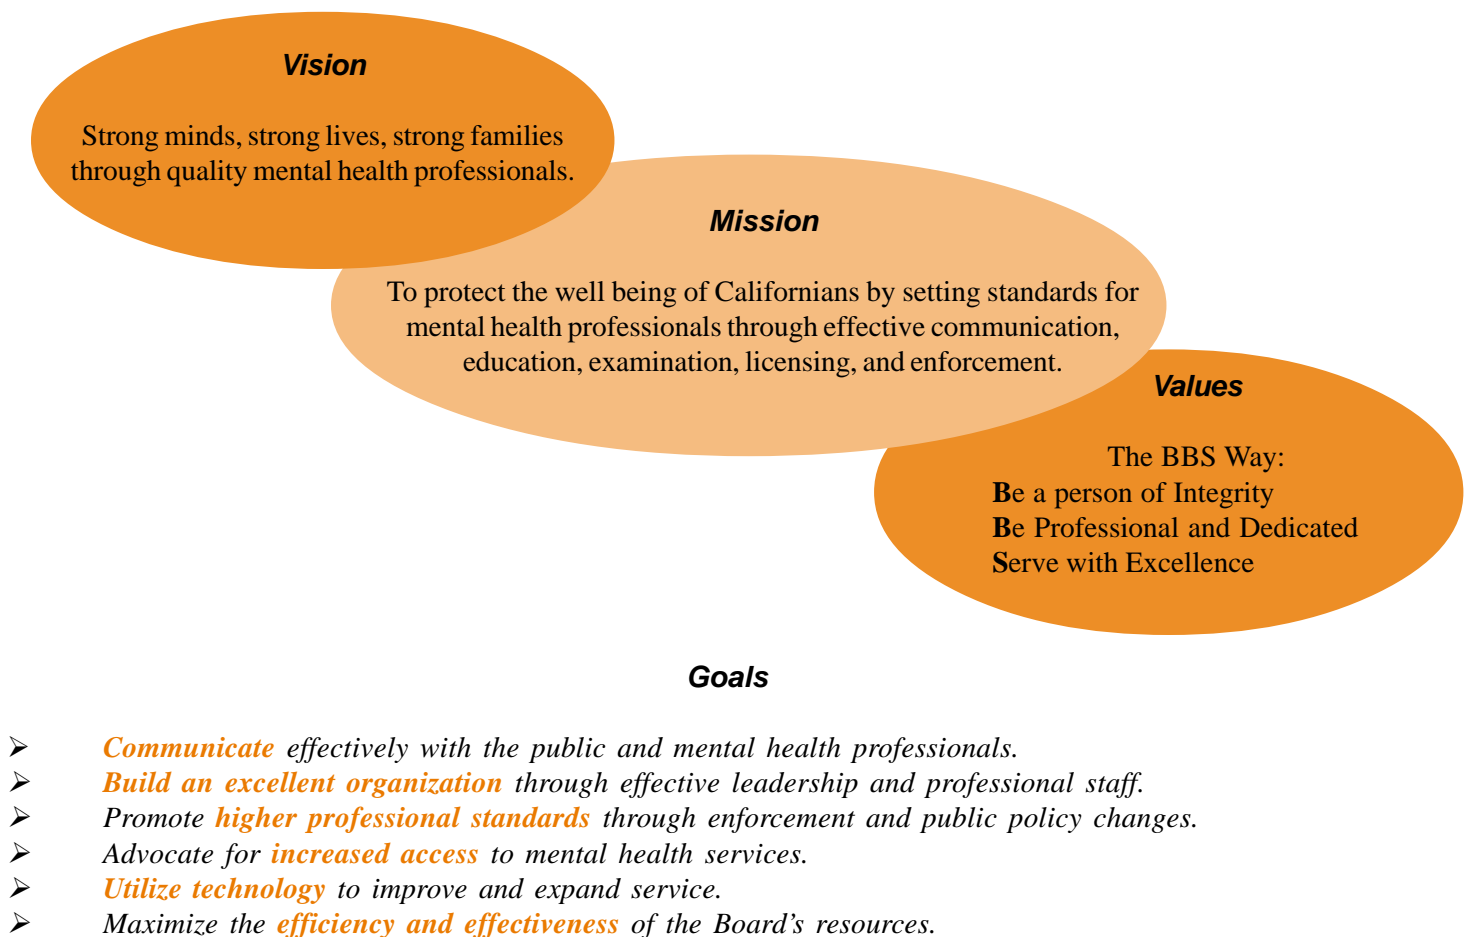 Vision
Strong minds, strong lives, strong families
through quality mental health professionals.
Mission
To protect the well being of Californians by setting standards for
mental health professionals through effective communication,
education, examination, licensing, and enforcement.
Values
The BBS Way:
Be a person of Integrity
Be Professional and Dedicated
Serve with Excellence
Goals
➢ Communicate effectively with the public and mental health professionals.
➢ Build an excellent organization through effective leadership and professional staff.
➢ Promote higher professional standards through enforcement and public policy changes.
➢ Advocate for increased access to mental health services.
➢ Utilize technology to improve and expand service.
➢ Maximize the efficiency and effectiveness of the Board’s resources.